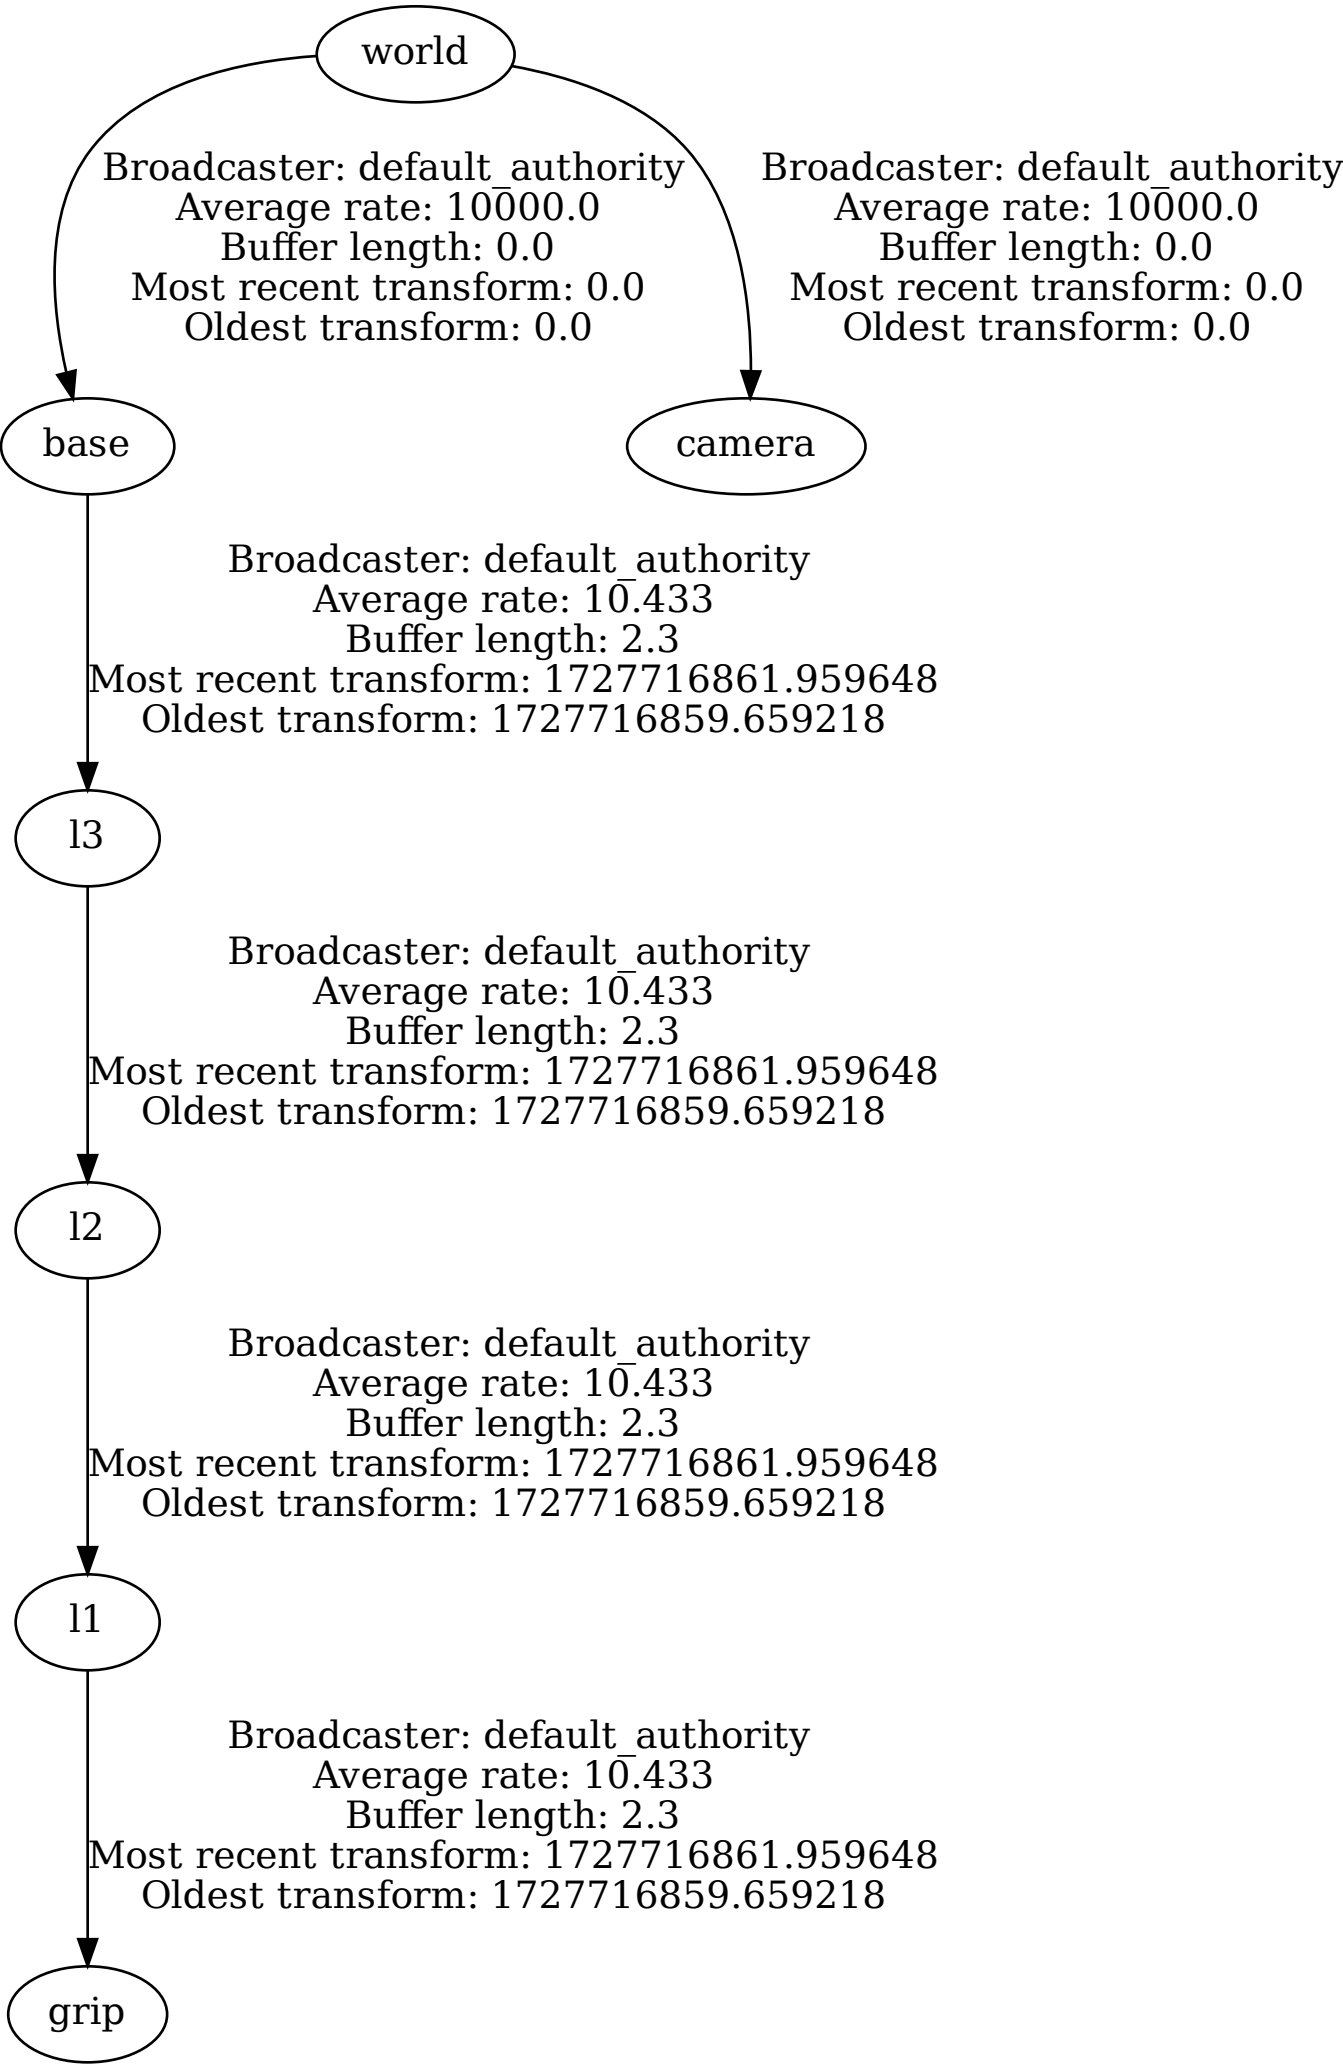 world
Broadcaster: default_authority
Average rate: 10000.0
Buffer length: 0.0
Most recent transform: 0.0
Oldest transform: 0.0
Broadcaster: default_authority
Average rate: 10000.0
Buffer length: 0.0
Most recent transform: 0.0
Oldest transform: 0.0
base
camera
Broadcaster: default_authority
Average rate: 10.433
Buffer length: 2.3
Most recent transform: 1727716861.959648
Oldest transform: 1727716859.659218
l3
Broadcaster: default_authority
Average rate: 10.433
Buffer length: 2.3
Most recent transform: 1727716861.959648
Oldest transform: 1727716859.659218
l2
Broadcaster: default_authority
Average rate: 10.433
Buffer length: 2.3
Most recent transform: 1727716861.959648
Oldest transform: 1727716859.659218
l1
Broadcaster: default_authority
Average rate: 10.433
Buffer length: 2.3
Most recent transform: 1727716861.959648
Oldest transform: 1727716859.659218
grip